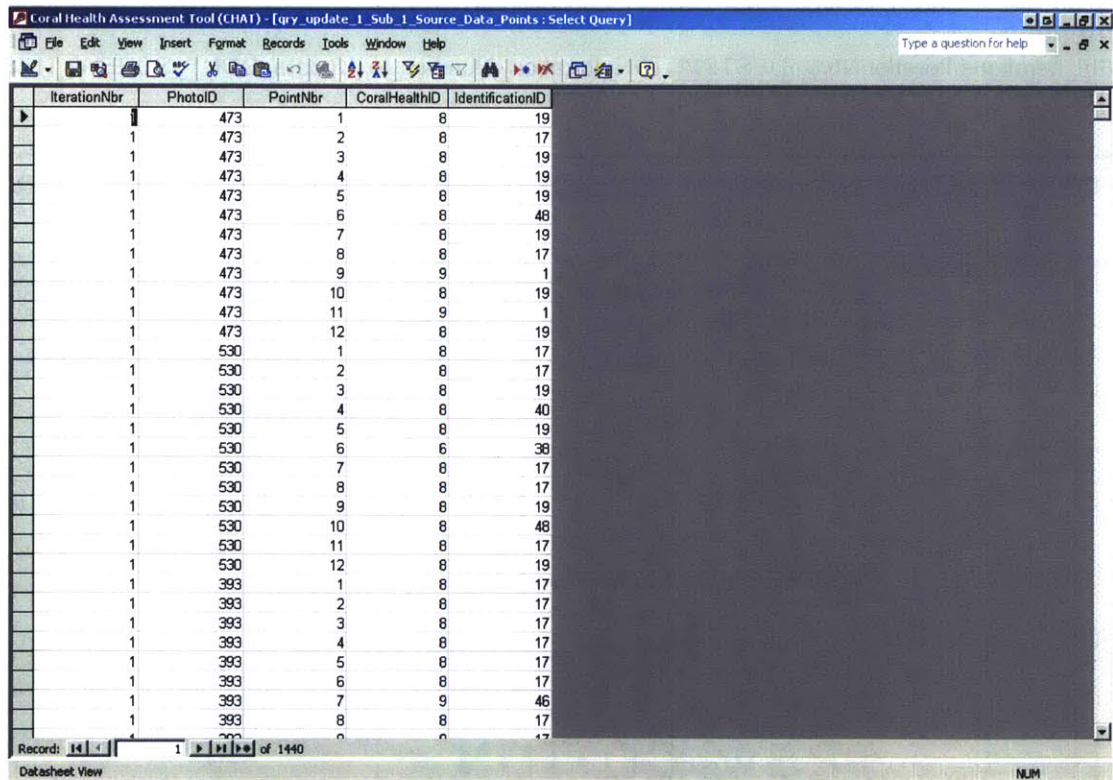 Coral Health Assessment Tool (CHAT) - [qry_update_1_Sub_1_Source_Data_Points : Select Query]
File Edit View Insert Format Records Tools Window Help Type a question for help
IterationNbr PhotoID PointNbr CoralHealthID IdentificationID
1 473 1 8 19
1 473 2 8 17
1 473 3 8 19
1 473 4 8 19
1 473 5 8 19
1 473 6 8 48
1 473 7 8 19
1 473 8 8 17
1 473 9 9 1
1 473 10 8 19
1 473 11 9 1
1 473 12 8 19
1 530 1 8 17
1 530 2 8 17
1 530 3 8 19
1 530 4 8 40
1 530 5 8 19
1 530 6 6 38
1 530 7 8 17
1 530 8 8 17
1 530 9 8 19
1 530 10 8 48
1 530 11 8 17
1 530 12 8 19
1 393 1 8 17
1 393 2 8 17
1 393 3 8 17
1 393 4 8 17
1 393 5 8 17
1 393 6 8 17
1 393 7 9 46
1 393 8 8 17
Record: 1 of 1440
Datasheet View NUM